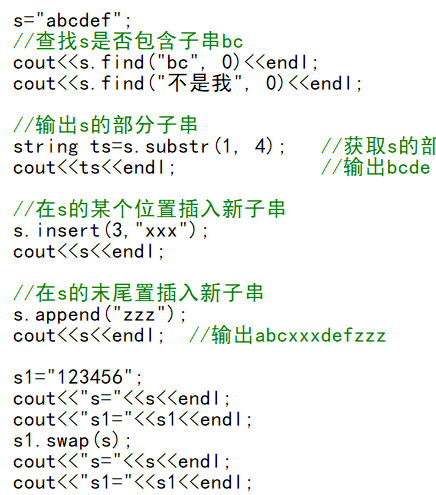 s="abcdef";
//查找s是否包含子串bc
cout<<s.find("bc", 0)<<endl;
cout<<s.find("不是我", 0)<<endl;
//输出s的部分子串
string ts=s.substr(1, 4);   //获取s的部
cout<<ts<<endl;             //输出bcde
//在s的某个位置插入新子串
s.insert(3,"xxx");
cout<<s<<endl;
//在s的末尾置插入新子串
s.append("zzz");
cout<<s<<endl;  //输出abcxxxdefzzz
s1="123456";
cout<<"s="<<s<<endl;
cout<<"s1="<<s1<<endl;
s1.swap(s);
cout<<"s="<<s<<endl;
cout<<"s1="<<s1<<endl;